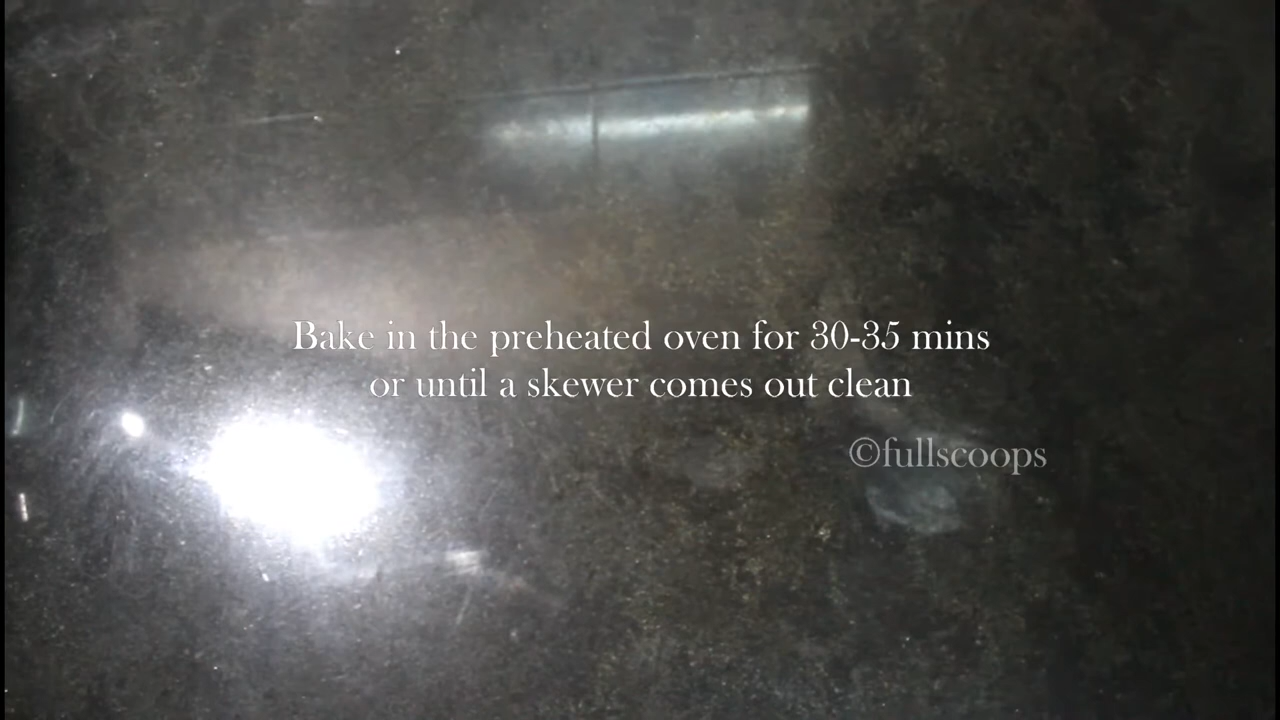 Bake in the preheated oven for 30-35 mins
or until a skewer comes out clean
©fullscoops